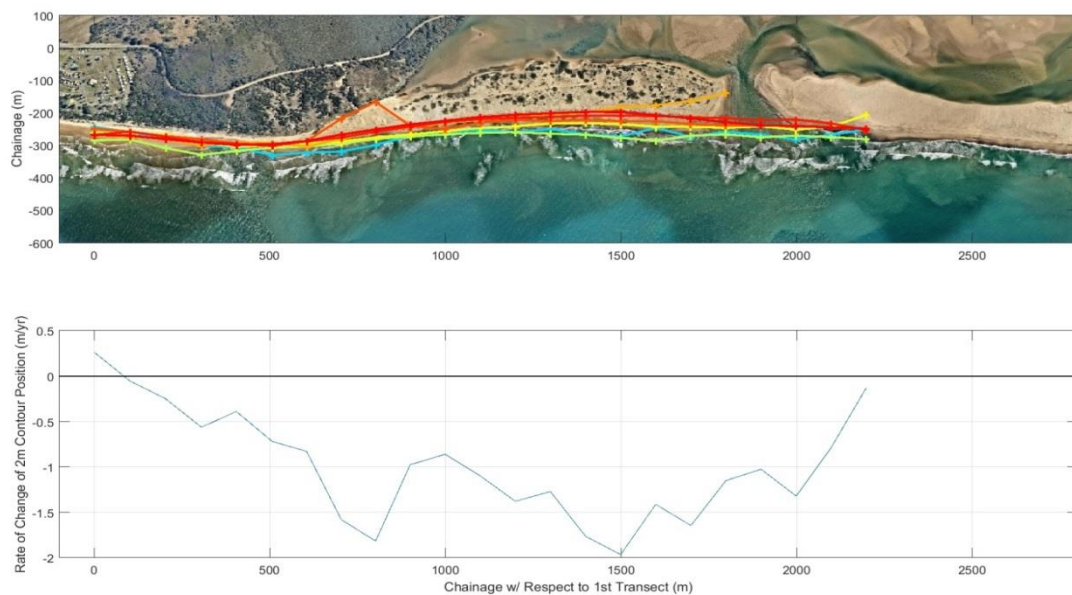 100
0
-100
-200
-300
-400
-500
-600
Chainage (m)
0 500 1000 1500 2000 2500
0.5
0
-0.5
-1
-1.5
-2
Rate of Change of 2m Contour Position (m/yr)
0 500 1000 1500 2000 2500
Chainage w/ Respect to 1st Transect (m)